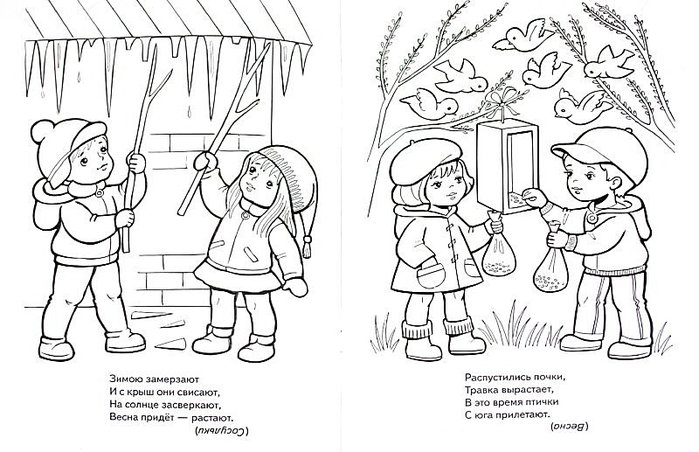 Зимою замерзают
И с крыш они свисают,
На солнце засверкают,
Весна придёт — растают.
(Сосульки)
Распустились почки,
Травка вырастает,
В это время птички
С юга прилетают.
(Весна)